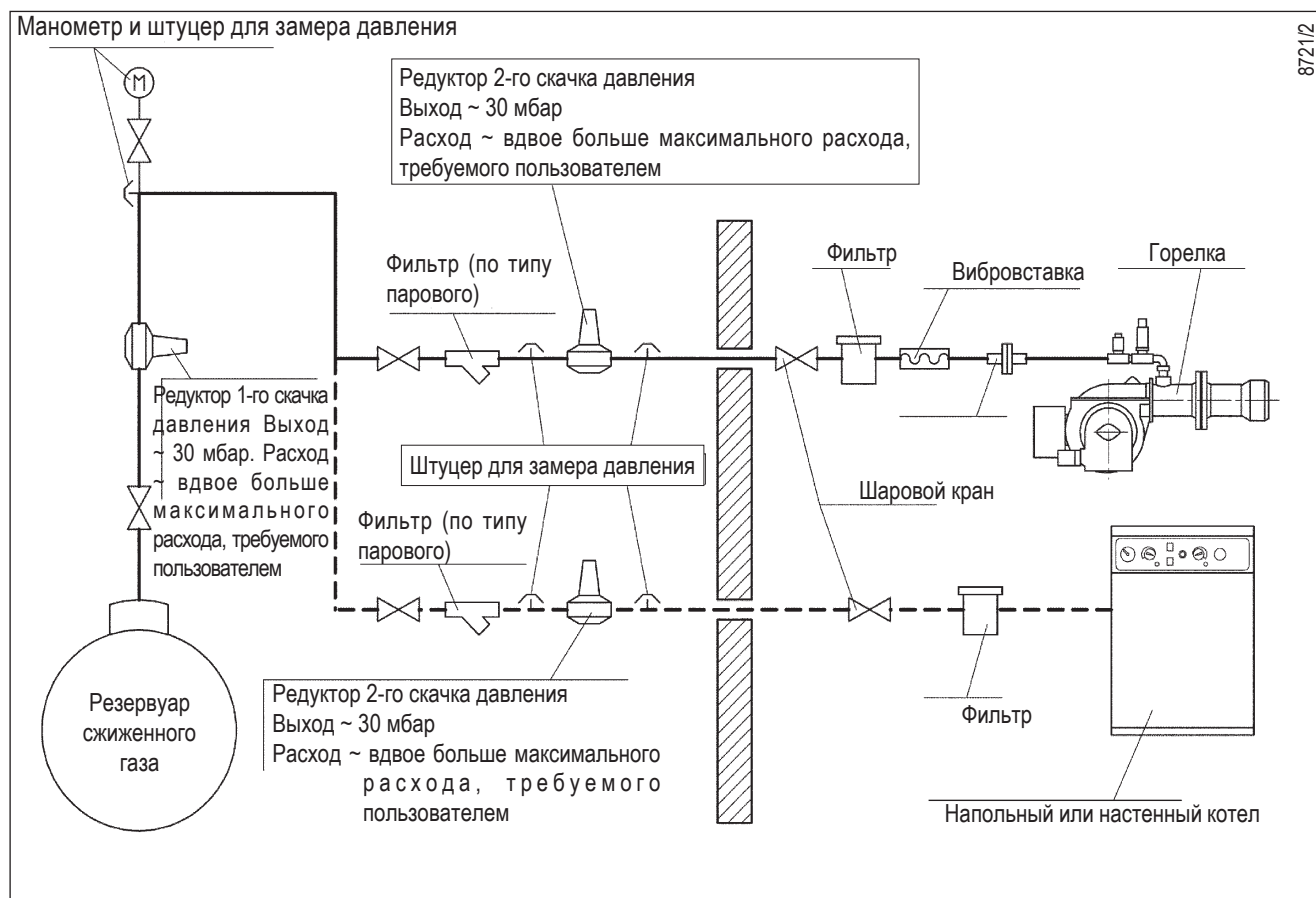 Манометр и штуцер для замера давления
8721/2
M
Редуктор 2-го скачка давления
Выход ~ 30 мбар
Расход ~ вдвое больше максимального расхода,
требуемого пользователем
Фильтр (по типу
парового)
Фильтр
Вибровставка
Горелка
Редуктор 1-го скачка
давления Выход
~ 30 мбар. Расход
~ вдвое больше
максимального
расхода, требуемого
пользователем
Штуцер для замера давления
Шаровой кран
Фильтр (по типу
парового)
Резервуар
сжиженного
газа
Редуктор 2-го скачка давления
Выход ~ 30 мбар
Расход ~ вдвое больше максимального
расхода, требуемого
пользователем
Фильтр
Напольный или настенный котел